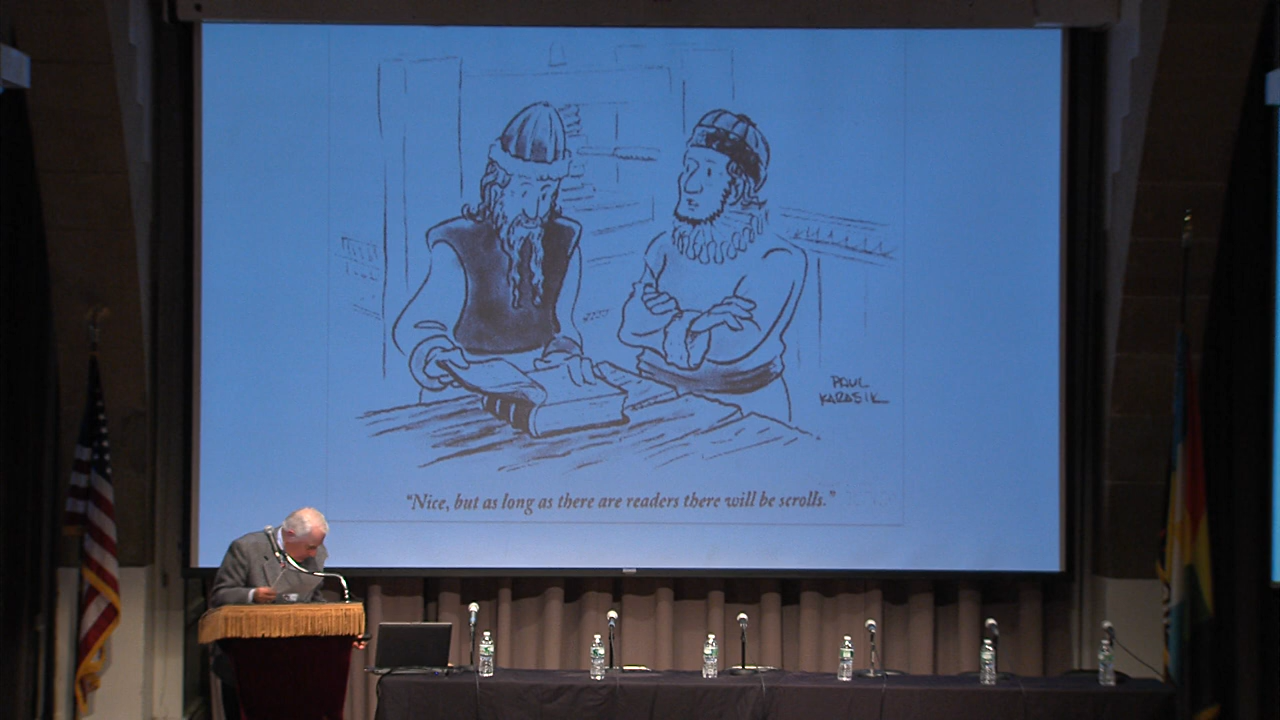 PAUL
KARASIK
"Nice, but as long as there are readers there will be scrolls."